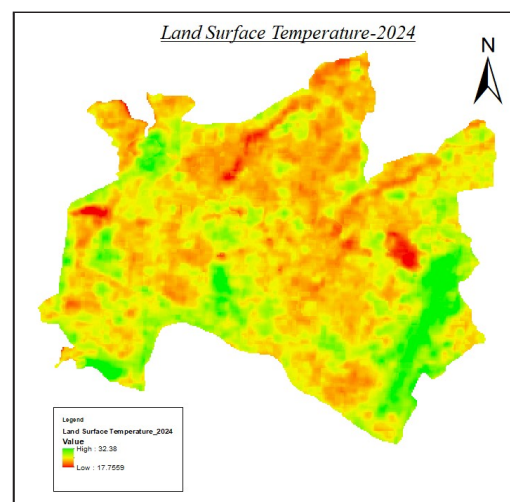 Land Surface Temperature-2024
N
Legend
Land Surface Temperature_2024
Value
High : 32.38
Low : 17.7559